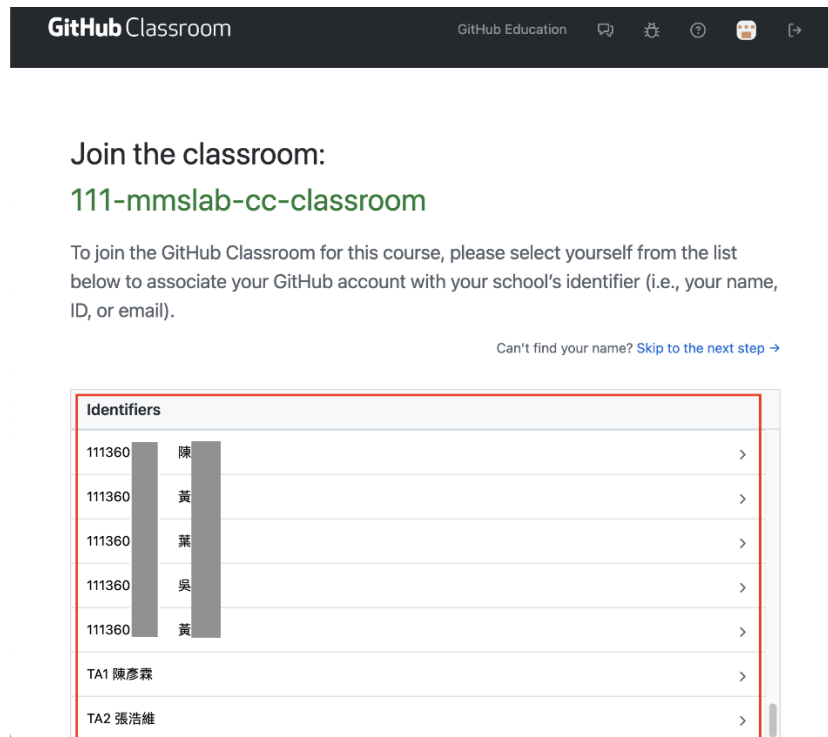 GitHub Classroom GitHub Education
Join the classroom:
111-mmslab-cc-classroom
To join the GitHub Classroom for this course, please select yourself from the list
below to associate your GitHub account with your school's identifier (i.e., your name,
ID, or email).
Can't find your name? Skip to the next step →
Identifiers
111360 陳
111360 黃
111360 葉
111360 吳
111360 黃
TA1 陳彥霖
TA2 張浩維